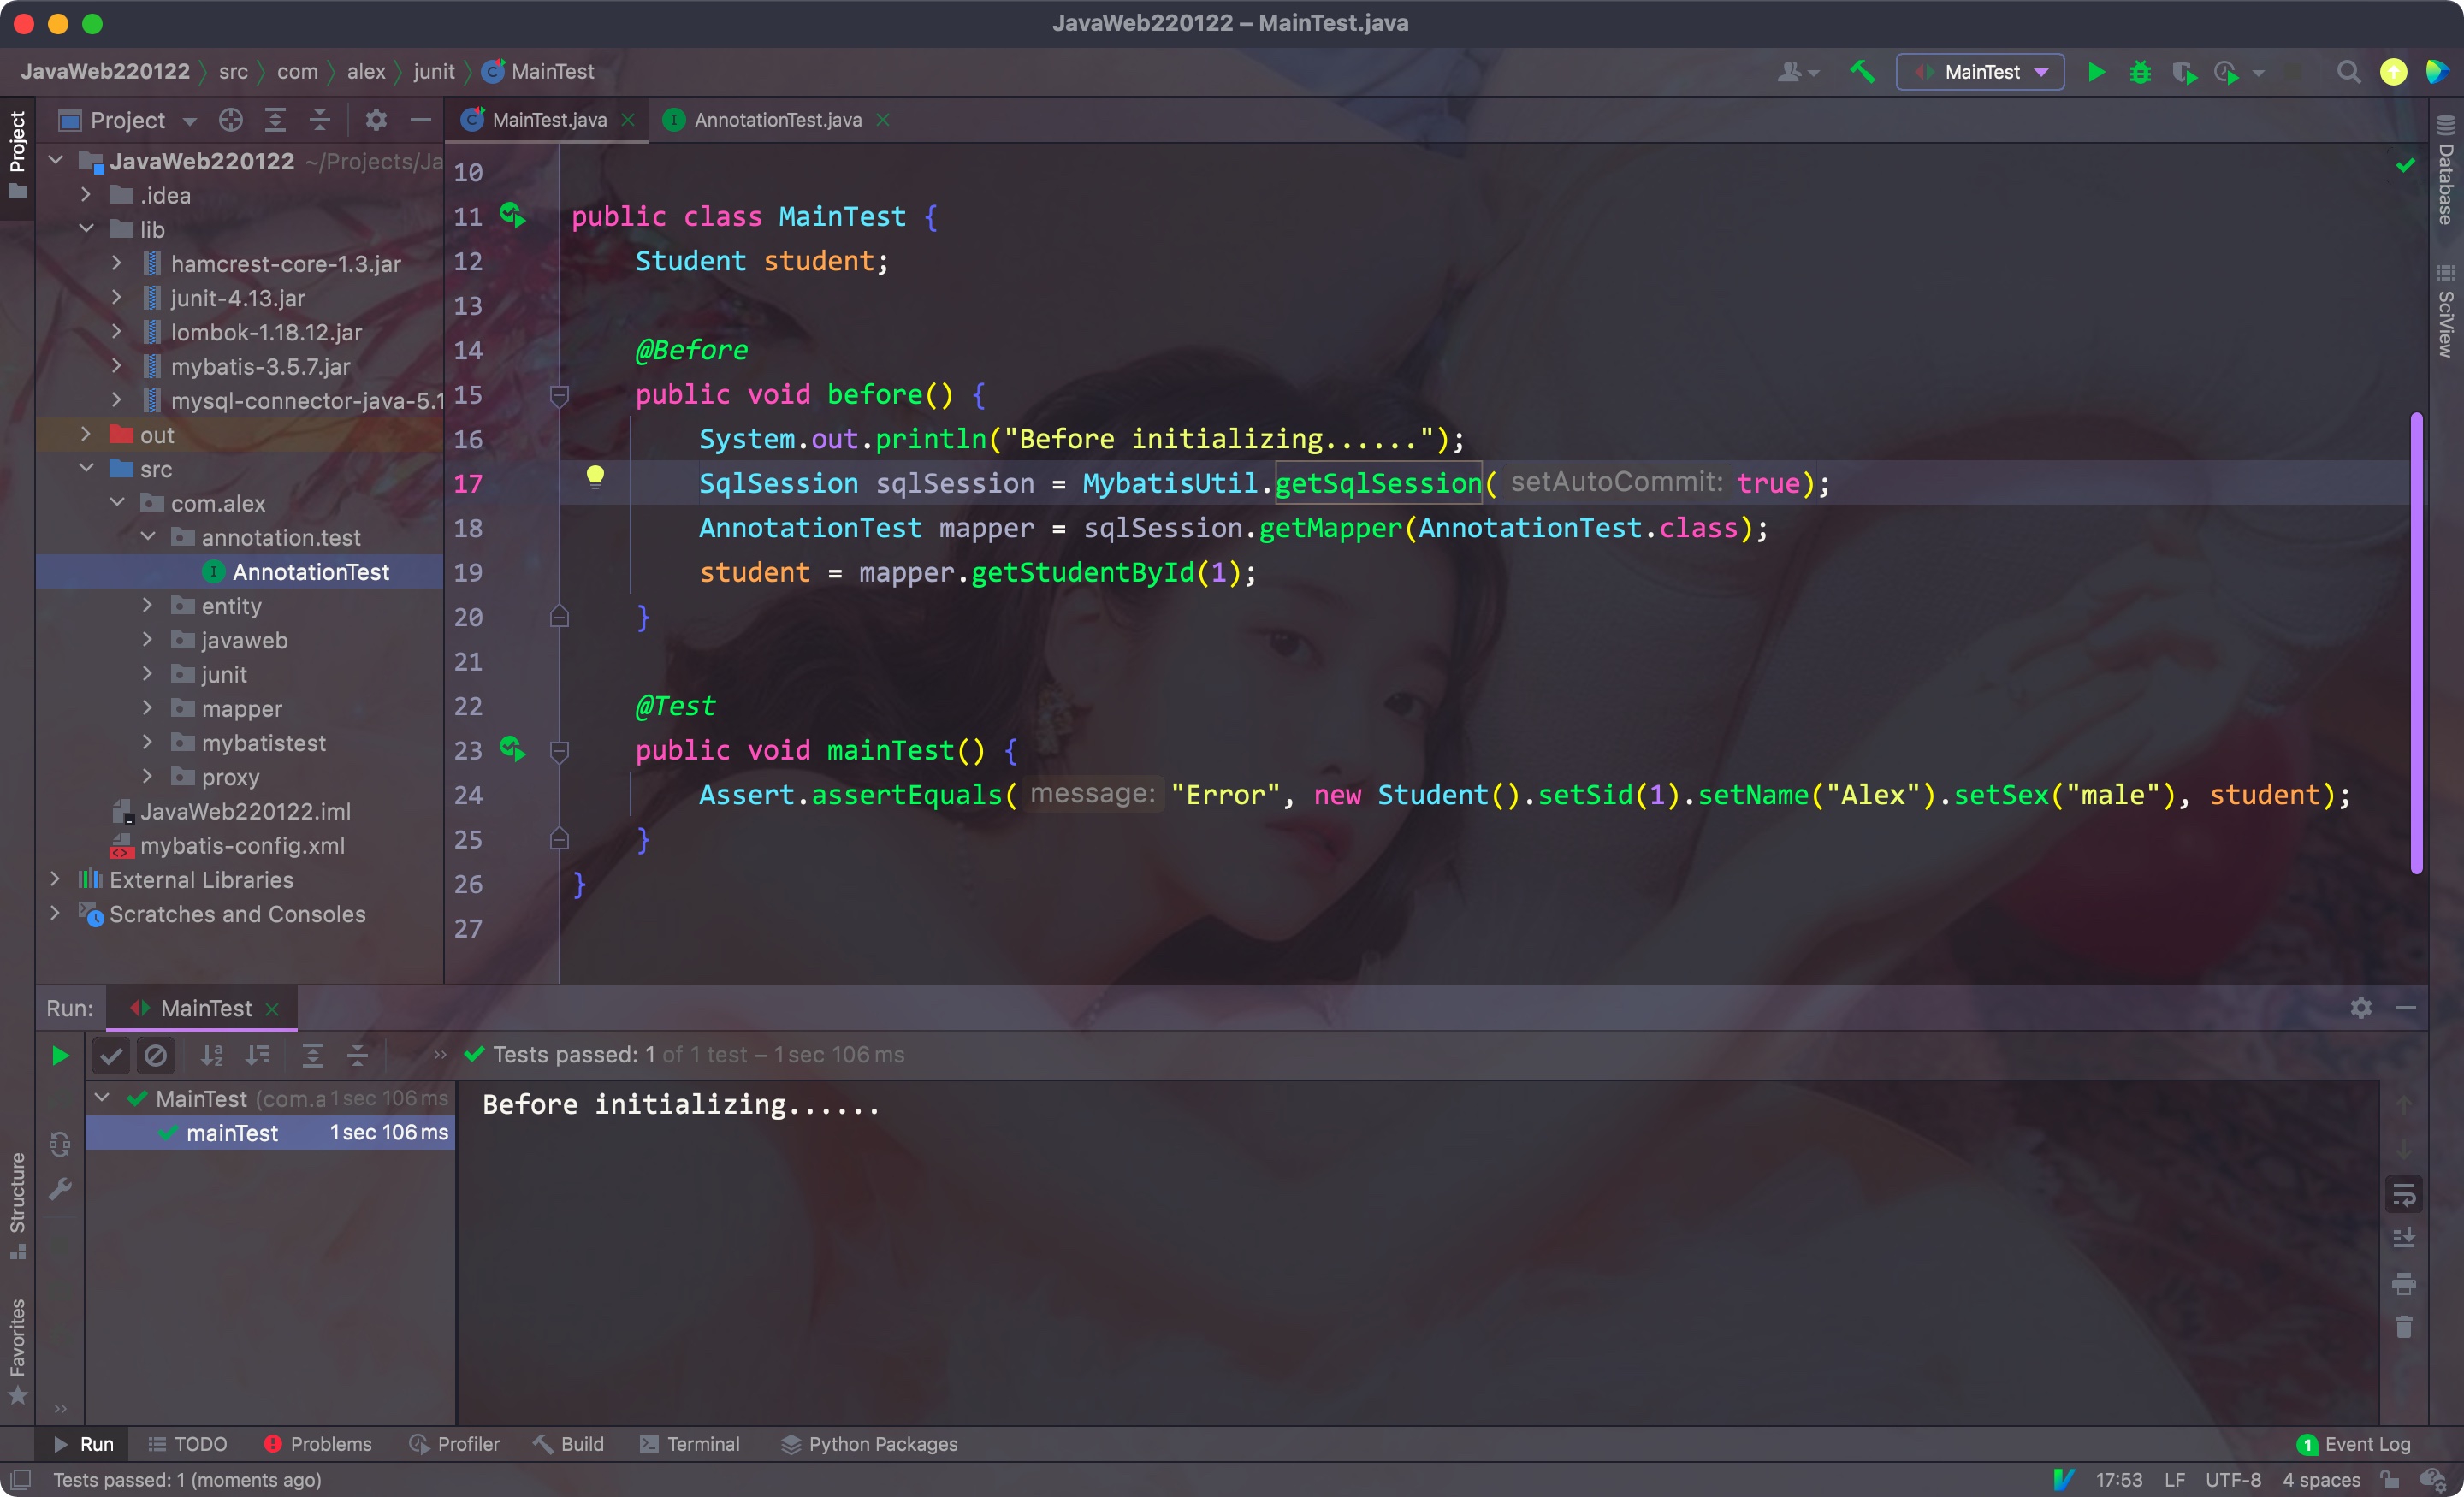 JavaWeb220122 – MainTest.java
JavaWeb220122 src com alex junit MainTest
MainTest
Project
MainTest.java
AnnotationTest.java
Project
JavaWeb220122 ~/Projects/Ja
.idea
lib
hamcrest-core-1.3.jar
junit-4.13.jar
lombok-1.18.12.jar
mybatis-3.5.7.jar
mysql-connector-java-5.1
out
src
com.alex
annotation.test
AnnotationTest
entity
javaweb
junit
mapper
mybatistest
proxy
JavaWeb220122.iml
mybatis-config.xml
External Libraries
Scratches and Consoles
10
11 public class MainTest {
12 Student student;
13
14 @Before
15 public void before() {
16 System.out.println("Before initializing......");
17 SqlSession sqlSession = MybatisUtil.getSqlSession( setAutoCommit: true);
18 AnnotationTest mapper = sqlSession.getMapper(AnnotationTest.class);
19 student = mapper.getStudentById(1);
20 }
21
22 @Test
23 public void mainTest() {
24 Assert.assertEquals( message: "Error", new Student().setSid(1).setName("Alex").setSex("male"), student);
25 }
26 }
27
Database
SciView
Run: MainTest
Tests passed: 1 of 1 test – 1 sec 106 ms
MainTest (com.a 1 sec 106 ms
mainTest 1 sec 106 ms
Before initializing......
Structure
Favorites
Run
TODO
Problems
Profiler
Build
Terminal
Python Packages
1 Event Log
Tests passed: 1 (moments ago)
17:53 LF UTF-8 4 spaces